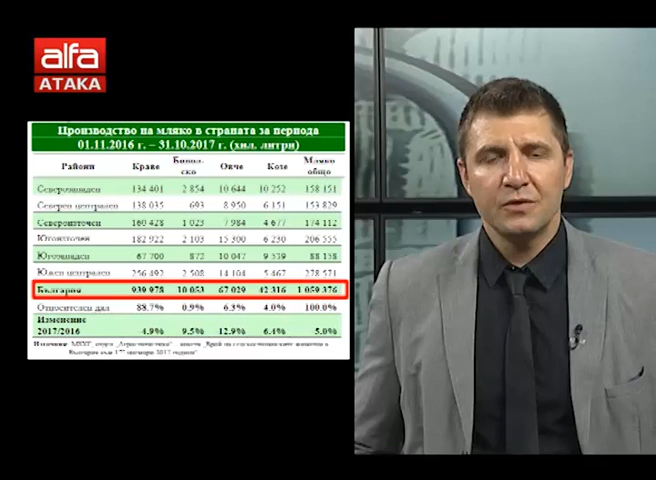 alfa
АТАКА
Производство на мляко в страната за периода
01.11.2016 г. – 31.10.2017 г. (хил. литри)
Райони Краве Биволско Овче Козе Мляко общо
Северозападен 134 401 2 854 10 644 10 252 158 151
Северен централен 138 035 693 8 950 6 151 153 829
Североизточен 160 428 1 023 7 984 4 677 174 112
Югоизточен 182 922 2 103 15 300 6 230 206 555
Югозападен 67 700 872 10 047 9 539 88 158
Южен централен 256 492 2 508 14 104 5 467 278 571
България 939 978 10 053 67 029 42 316 1 059 376
Относителен дял 88.7% 0.9% 6.3% 4.0% 100.0%
Изменение
2017/2016 4.9% 9.5% 12.9% 6.4% 5.0%